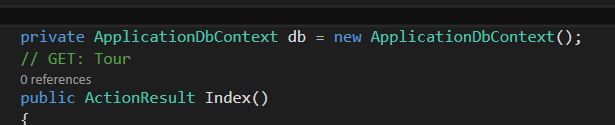 private ApplicationDbContext db = new ApplicationDbContext();
// GET: Tour
0 references
public ActionResult Index()
{